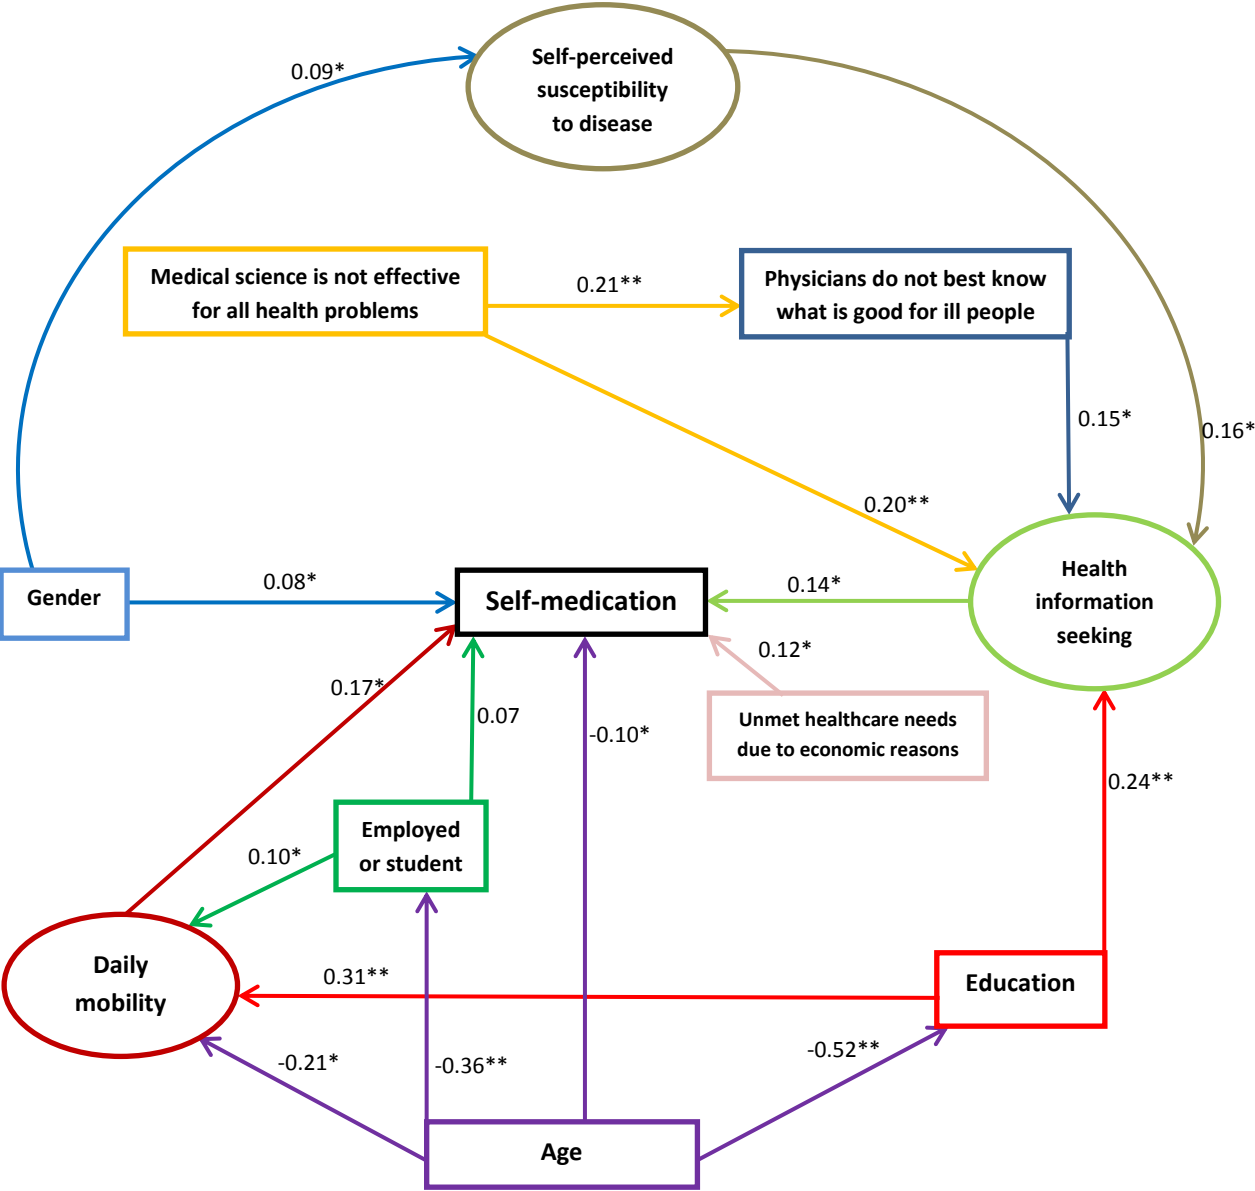 Self-perceived
susceptibility
to disease
0.09*
Medical science is not effective
for all health problems
0.21**
Physicians do not best know
what is good for ill people
0.15*
0.16*
0.20**
Gender
0.08*
Self-medication
0.14*
Health
information
seeking
0.12*
0.17*
0.07
-0.10*
Unmet healthcare needs
due to economic reasons
0.24**
Employed
or student
0.10*
Daily
mobility
0.31**
Education
-0.21*
-0.36**
-0.52**
Age